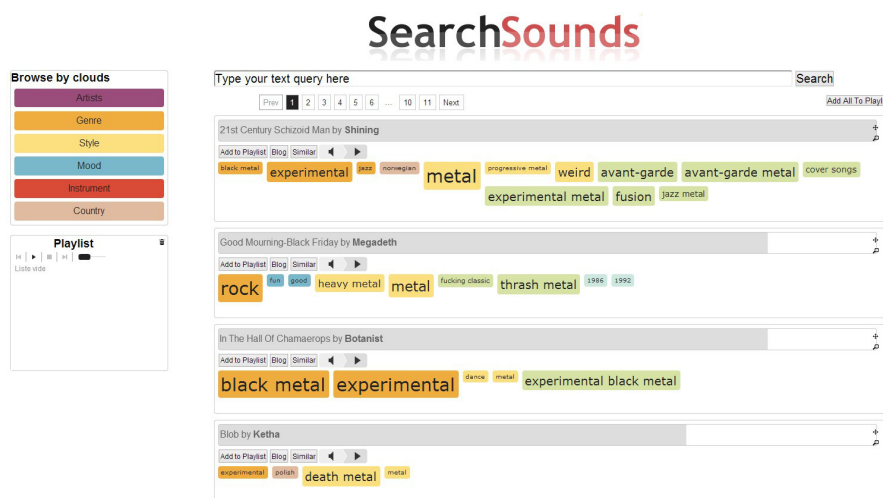 SearchSounds
Browse by clouds
Artists
Genre
Style
Mood
Instrument
Country
Playlist
Liste vide
Type your text query here Search
Prev 1 2 3 4 5 6 ... 10 11 Next
Add All To Playl
21st Century Schizoid Man by Shining
Add to Playlist Blog Similar
black metal experimental jazz norwegian metal progressive metal weird avant-garde avant-garde metal cover songs
experimental metal fusion jazz metal
Good Mourning-Black Friday by Megadeth
Add to Playlist Blog Similar
rock fun good heavy metal metal fucking classic thrash metal 1986 1992
In The Hall Of Chamaerops by Botanist
Add to Playlist Blog Similar
black metal experimental dance metal experimental black metal
Blob by Ketha
Add to Playlist Blog Similar
experimental polish death metal metal